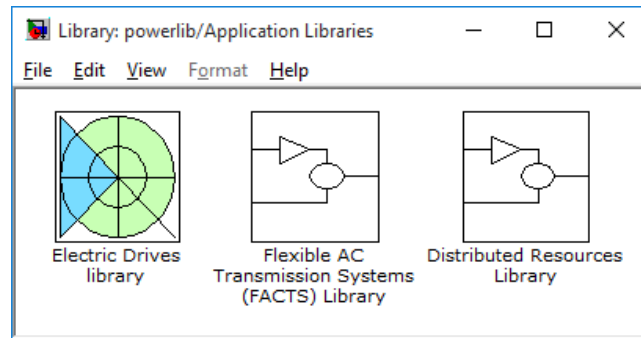 Library: powerlib/Application Libraries
File Edit View Format Help
Electric Drives
library
Flexible AC
Transmission Systems
(FACTS) Library
Distributed Resources
Library